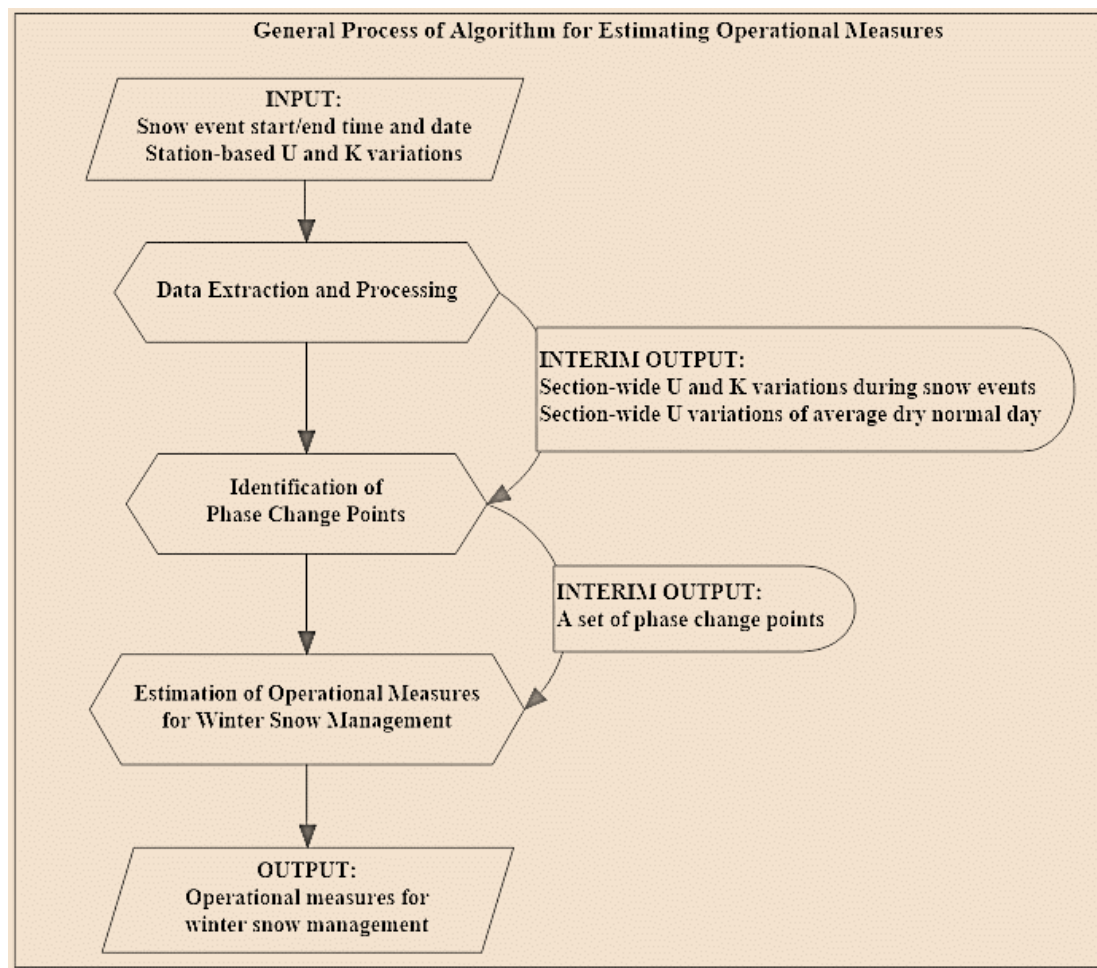 General Process of Algorithm for Estimating Operational Measures
INPUT:
Snow event start/end time and date
Station-based U and K variations
Data Extraction and Processing
INTERIM OUTPUT:
Section-wide U and K variations during snow events
Section-wide U variations of average dry normal day
Identification of
Phase Change Points
INTERIM OUTPUT:
A set of phase change points
Estimation of Operational Measures
for Winter Snow Management
OUTPUT:
Operational measures for
winter snow management